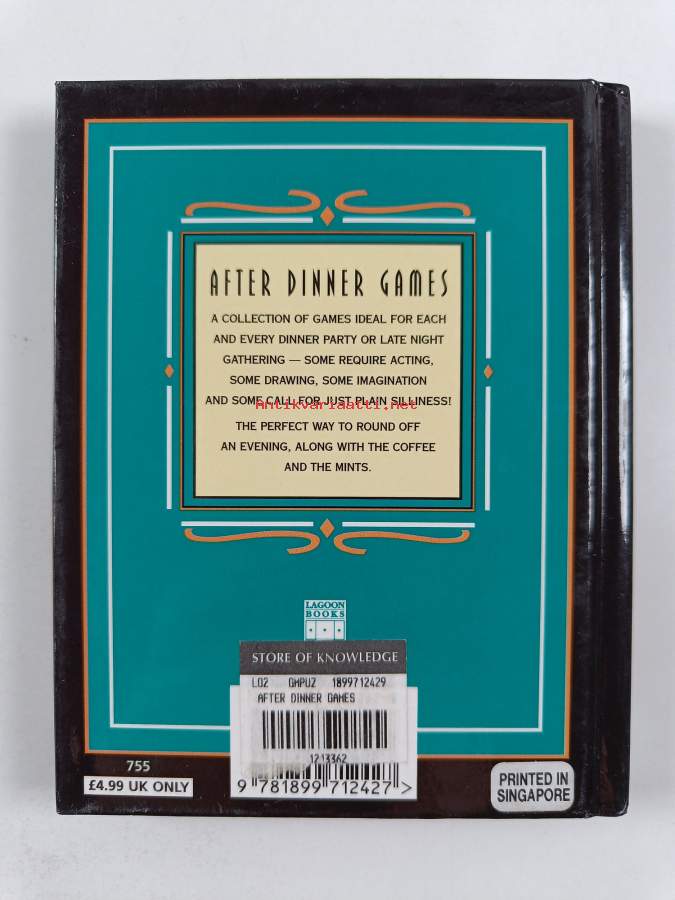 AFTER DINNER GAMES
A COLLECTION OF GAMES IDEAL FOR EACH
AND EVERY DINNER PARTY OR LATE NIGHT
GATHERING — SOME REQUIRE ACTING,
SOME DRAWING, SOME IMAGINATION
AND SOME CALL FOR JUST PLAIN SILLINESS!
Antikvariaatti.net
THE PERFECT WAY TO ROUND OFF
AN EVENING, ALONG WITH THE COFFEE
AND THE MINTS.
LAGOON
BOOKS
STORE OF KNOWLEDGE
L02 GMPUZ 1899712429
AFTER DINNER GAMES
1213362
9 781899 712427 >
755
£4.99 UK ONLY
PRINTED IN
SINGAPORE